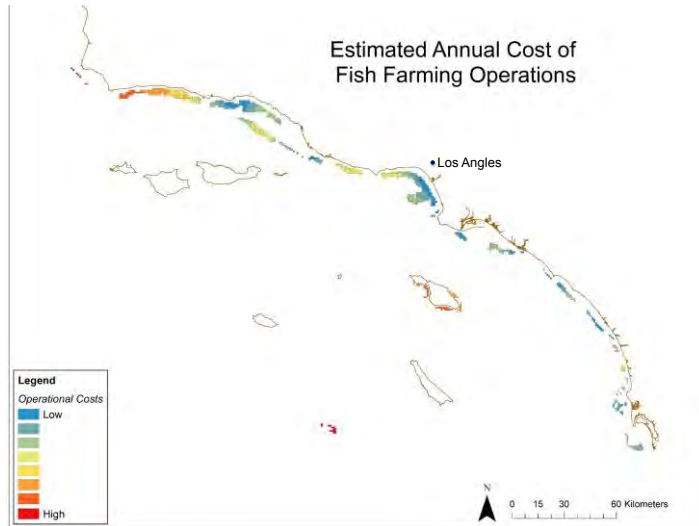 Estimated Annual Cost of
Fish Farming Operations
Los Angles
Legend
Operational Costs
Low
High
N
0 15 30 60 Kilometers